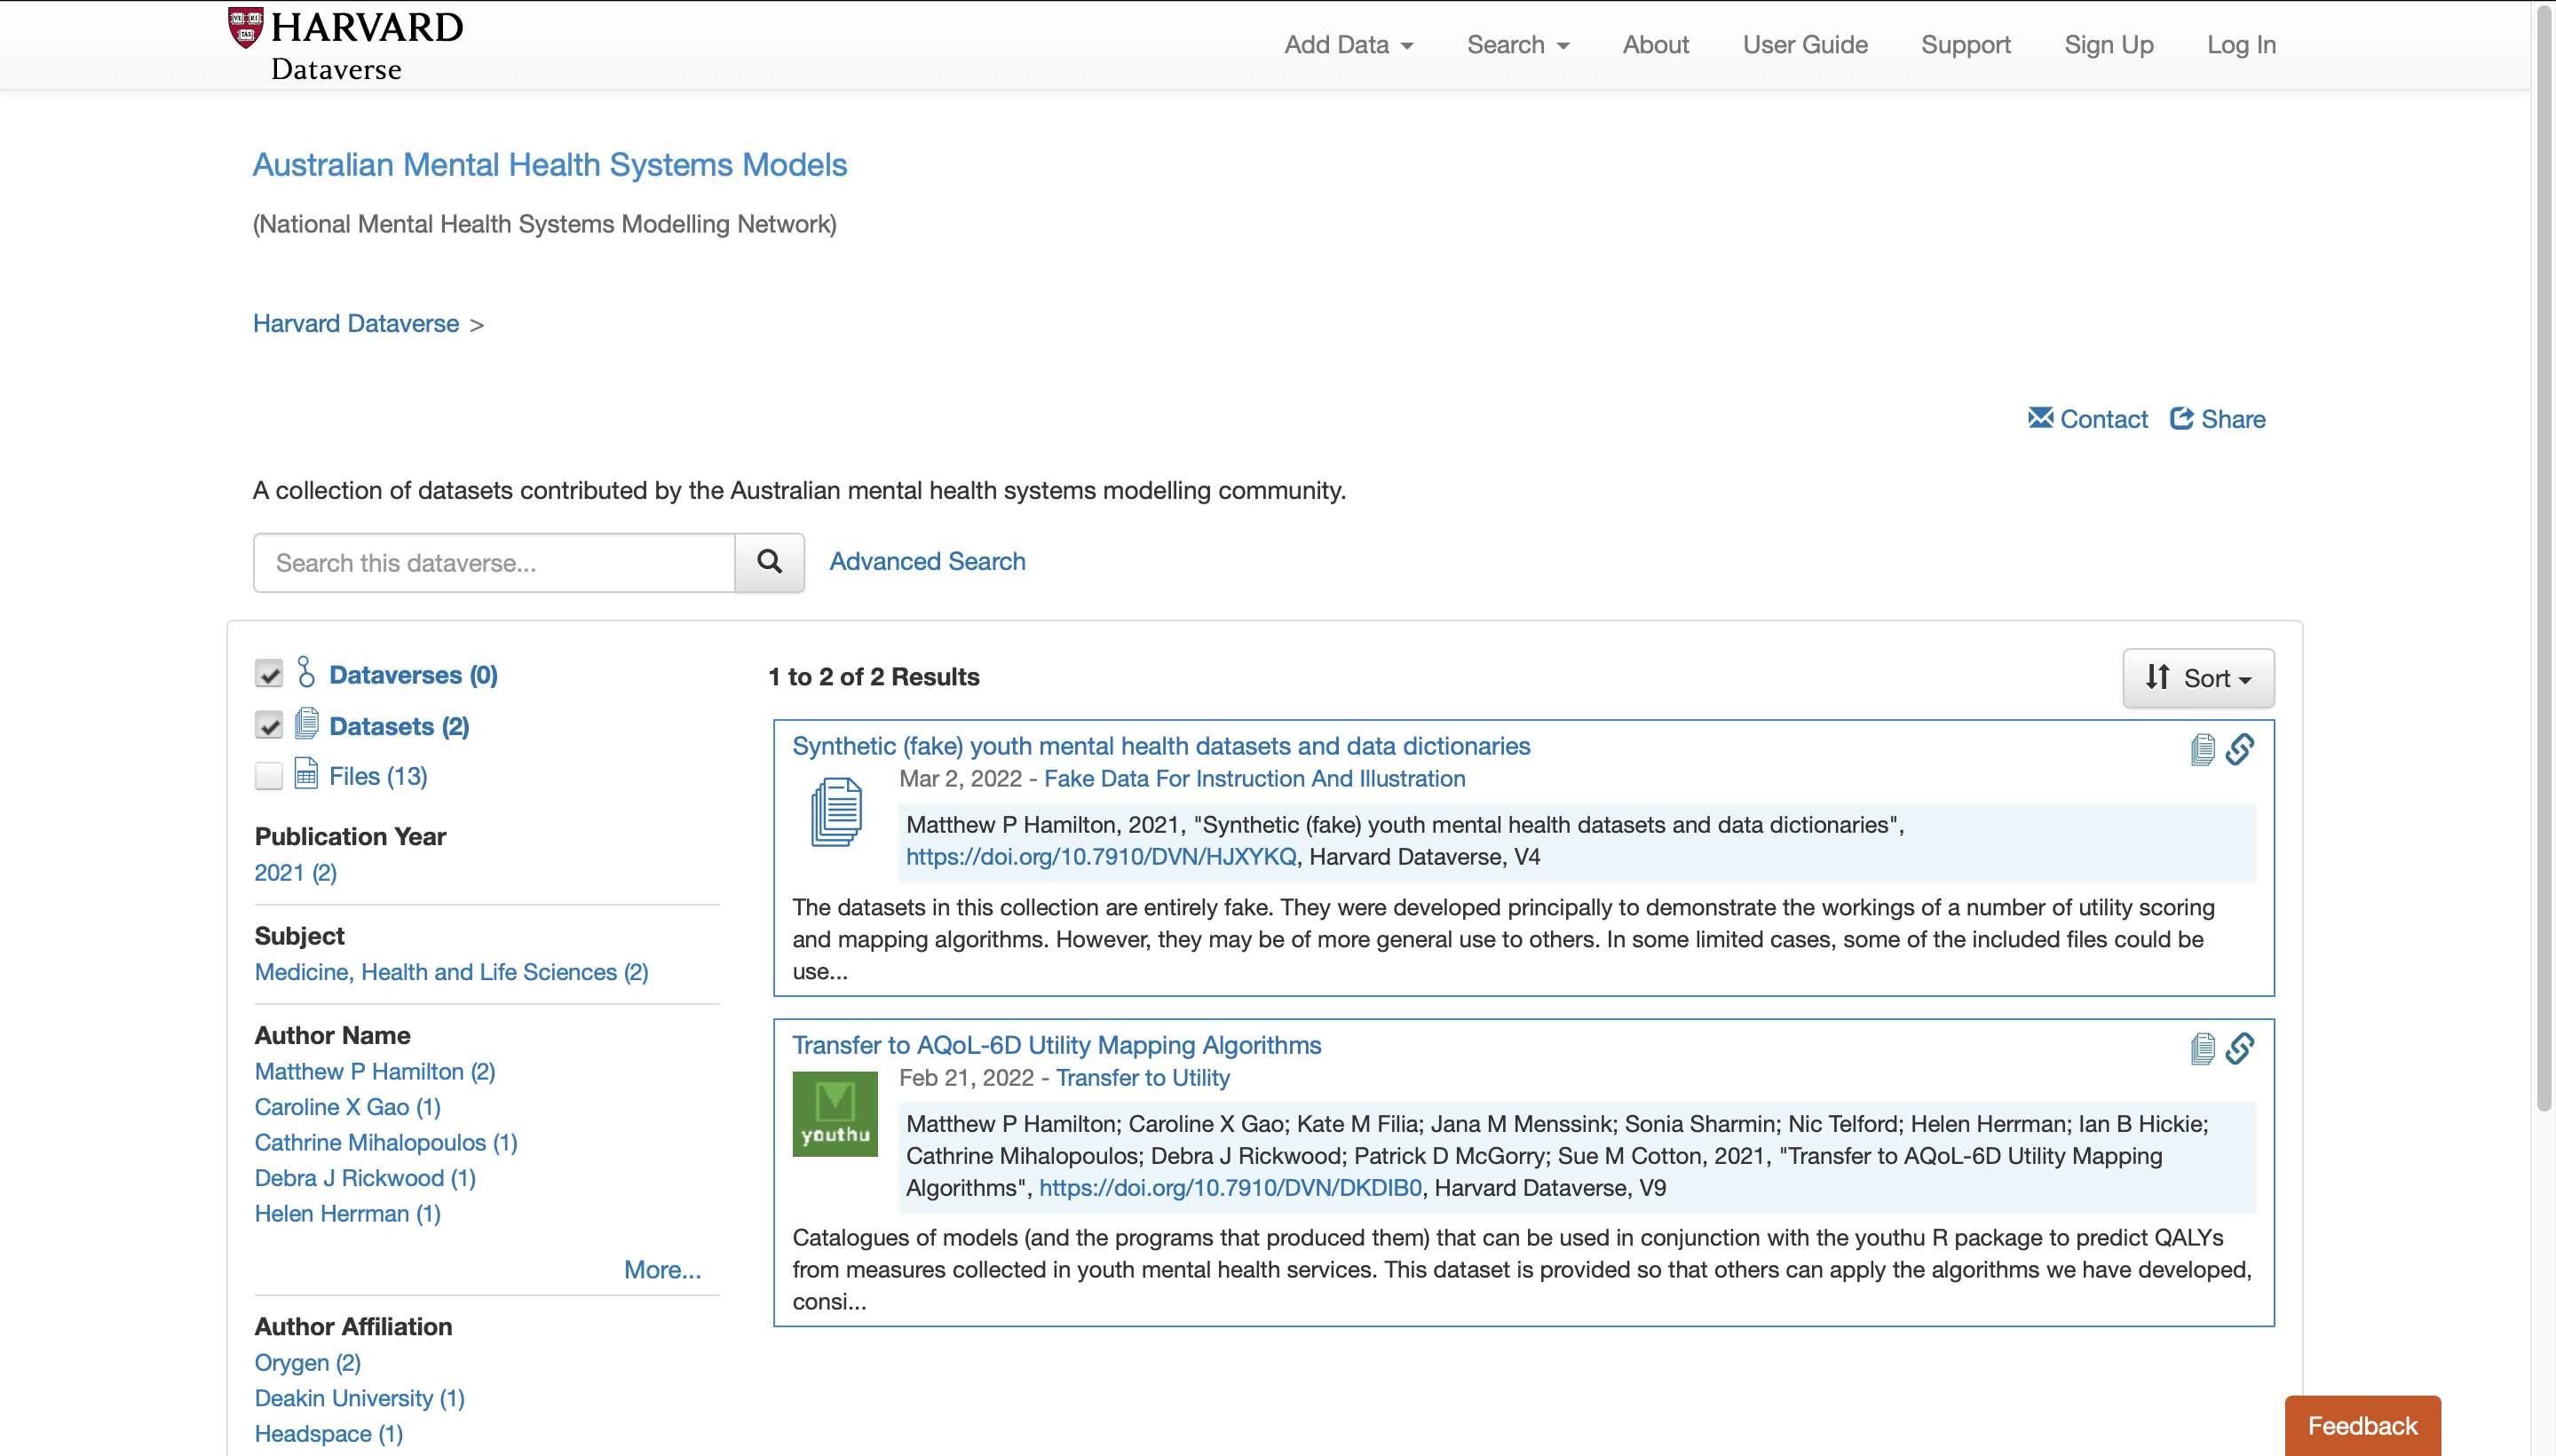 HARVARD
Dataverse
Add Data
Search
About
User Guide
Support
Sign Up
Log In
Australian Mental Health Systems Models
(National Mental Health Systems Modelling Network)
Harvard Dataverse >
Contact
Share
A collection of datasets contributed by the Australian mental health systems modelling community.
Search this dataverse...
Advanced Search
Dataverses (0)
Datasets (2)
Files (13)
Publication Year
2021 (2)
Subject
Medicine, Health and Life Sciences (2)
Author Name
Matthew P Hamilton (2)
Caroline X Gao (1)
Cathrine Mihalopoulos (1)
Debra J Rickwood (1)
Helen Herrman (1)
More...
Author Affiliation
Orygen (2)
Deakin University (1)
Headspace (1)
1 to 2 of 2 Results
Sort
Synthetic (fake) youth mental health datasets and data dictionaries
Mar 2, 2022 - Fake Data For Instruction And Illustration
Matthew P Hamilton, 2021, "Synthetic (fake) youth mental health datasets and data dictionaries",
https://doi.org/10.7910/DVN/HJXYKQ, Harvard Dataverse, V4
The datasets in this collection are entirely fake. They were developed principally to demonstrate the workings of a number of utility scoring
and mapping algorithms. However, they may be of more general use to others. In some limited cases, some of the included files could be
use...
Transfer to AQoL-6D Utility Mapping Algorithms
Feb 21, 2022 - Transfer to Utility
youthu
Matthew P Hamilton; Caroline X Gao; Kate M Filia; Jana M Menssink; Sonia Sharmin; Nic Telford; Helen Herrman; Ian B Hickie;
Cathrine Mihalopoulos; Debra J Rickwood; Patrick D McGorry; Sue M Cotton, 2021, "Transfer to AQoL-6D Utility Mapping
Algorithms", https://doi.org/10.7910/DVN/DKDIB0, Harvard Dataverse, V9
Catalogues of models (and the programs that produced them) that can be used in conjunction with the youthu R package to predict QALYs
from measures collected in youth mental health services. This dataset is provided so that others can apply the algorithms we have developed,
consi...
Feedback